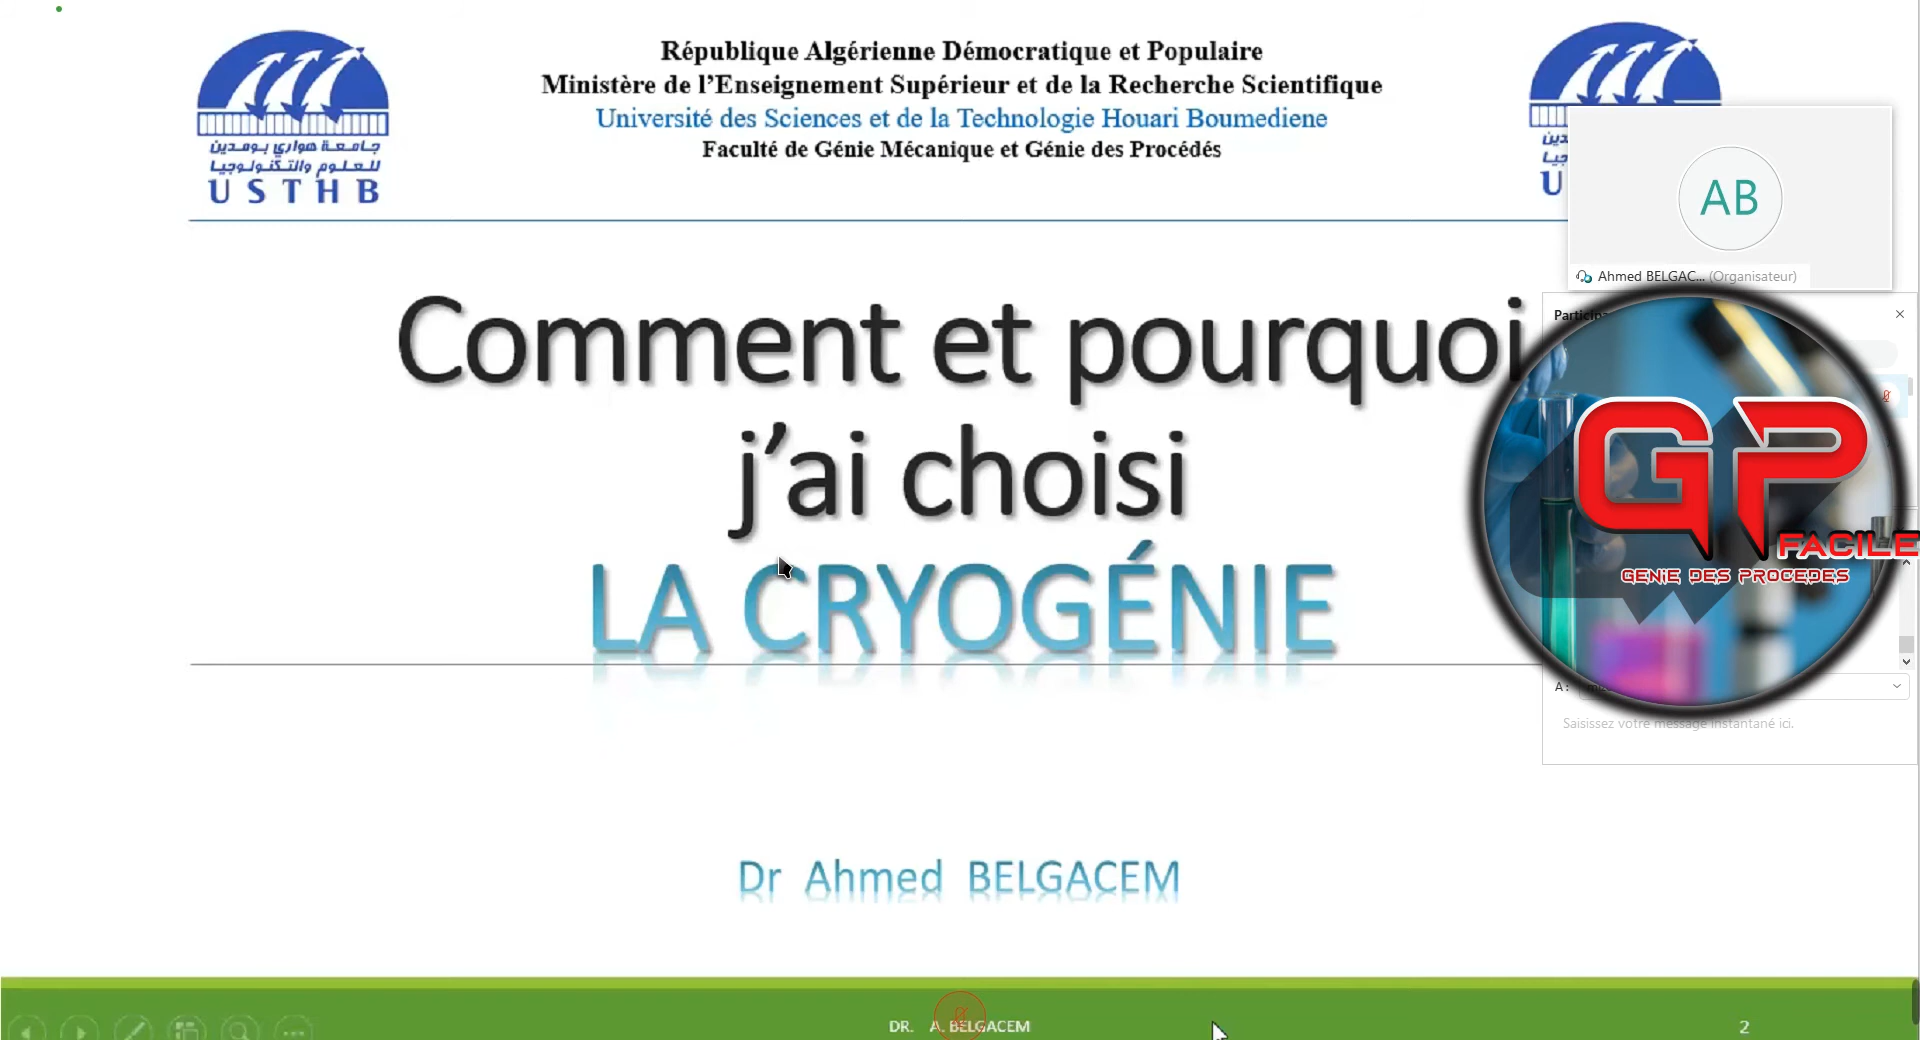 République Algérienne Démocratique et Populaire
Ministère de l’Enseignement Supérieur et de la Recherche Scientifique
Université des Sciences et de la Technologie Houari Boumediene
Faculté de Génie Mécanique et Génie des Procédés
جامعة هواري بومدين
للعلوم والتكنولوجيا
USTHB
U
AB
Ahmed BELGAC... (Organisateur)
Comment et pourquoi
j’ai choisi
LA CRYOGÉNIE
GP
FACILE
GENIE DES PROCEDES
A :
Saisissez votre message instantané ici.
Dr Ahmed BELGACEM
DR. A. BELGACEM
2